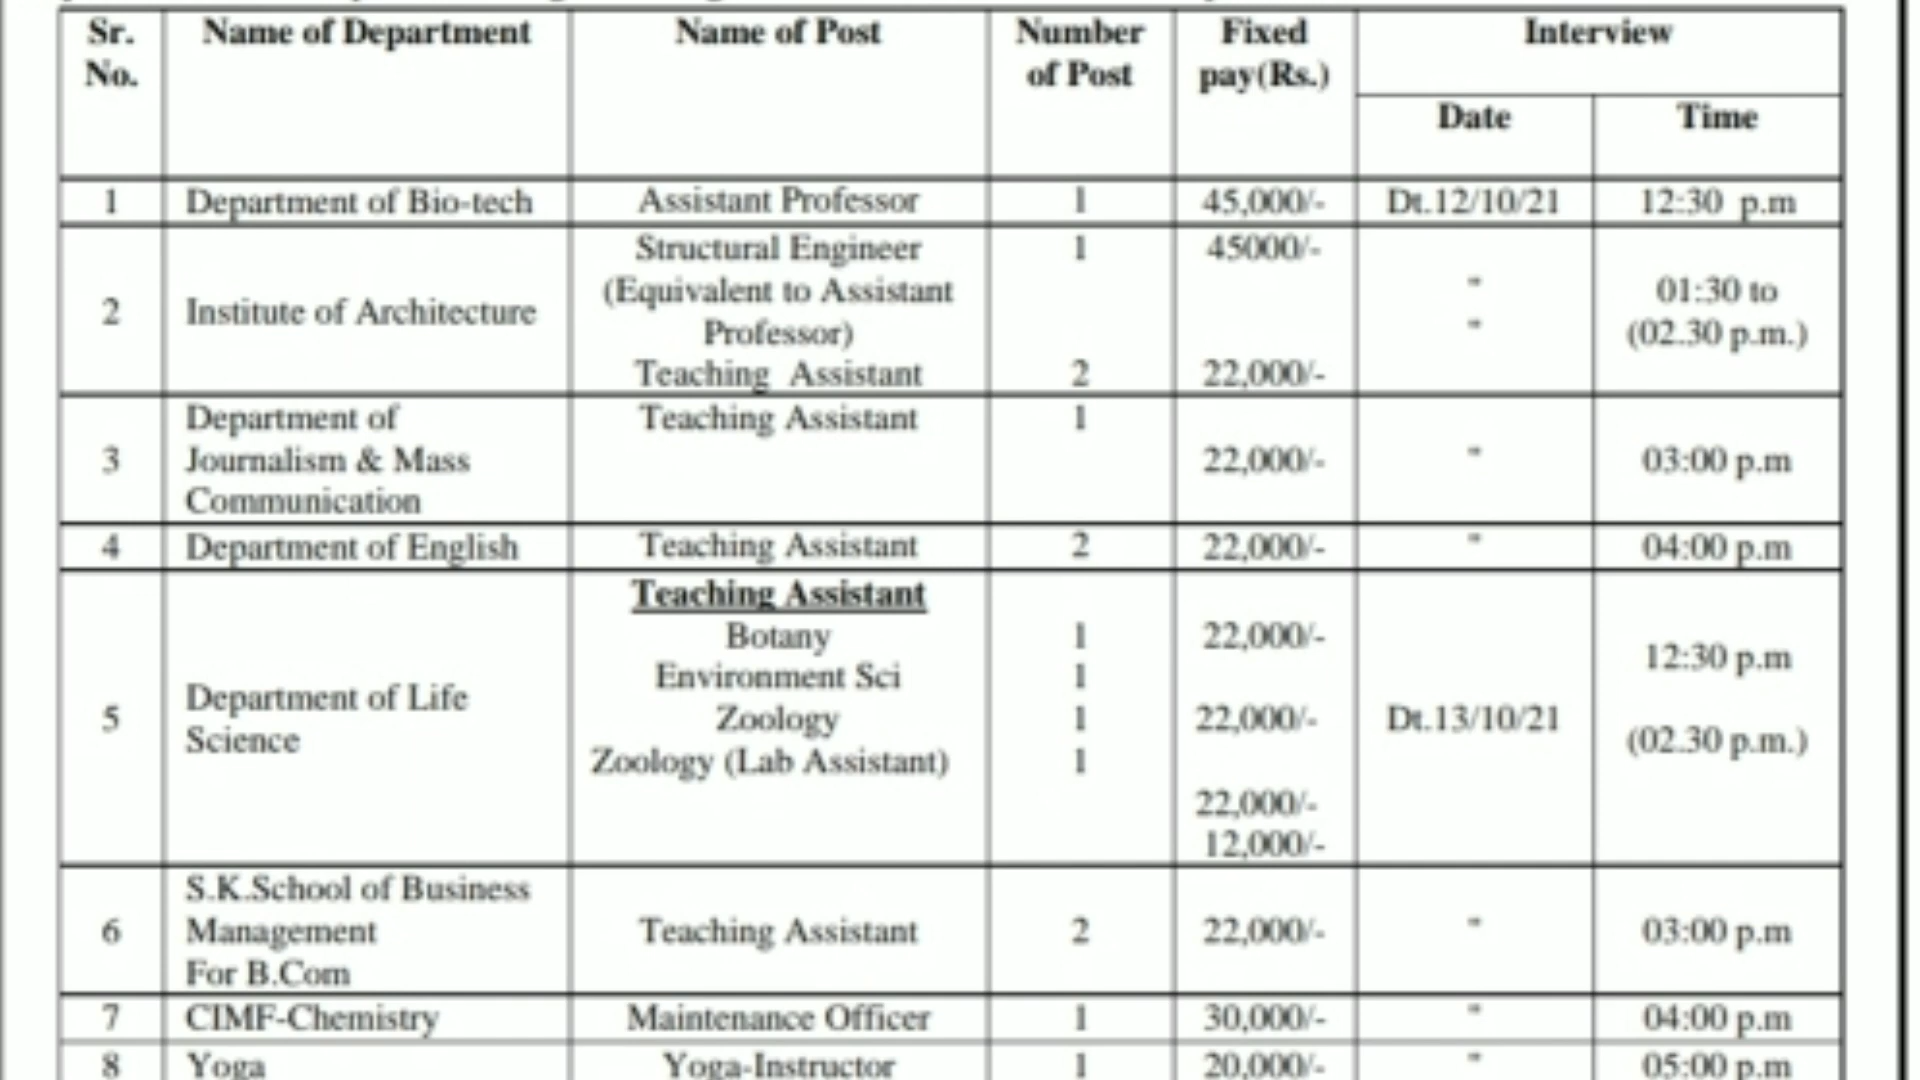 Sr. No. | Name of Department | Name of Post | Number of Post | Fixed pay(Rs.) | Interview
Date | Time
1 | Department of Bio-tech | Assistant Professor | 1 | 45,000/- | Dt.12/10/21 | 12:30 p.m
2 | Institute of Architecture | Structural Engineer (Equivalent to Assistant Professor) | 1 | 45000/- | " | 01:30 to
Teaching Assistant | 2 | 22,000/- | " | (02.30 p.m.)
3 | Department of Journalism & Mass Communication | Teaching Assistant | 1 | 22,000/- | " | 03:00 p.m
4 | Department of English | Teaching Assistant | 2 | 22,000/- | " | 04:00 p.m
5 | Department of Life Science | Teaching Assistant
Botany | 1 | 22,000/- | Dt.13/10/21 | 12:30 p.m
Environment Sci | 1 | 22,000/- | (02.30 p.m.)
Zoology | 1 | 22,000/-
Zoology (Lab Assistant) | 1 | 12,000/-
6 | S.K.School of Business Management For B.Com | Teaching Assistant | 2 | 22,000/- | " | 03:00 p.m
7 | CIMF-Chemistry | Maintenance Officer | 1 | 30,000/- | " | 04:00 p.m
8 | Yoga | Yoga-Instructor | 1 | 20,000/- | " | 05:00 p.m